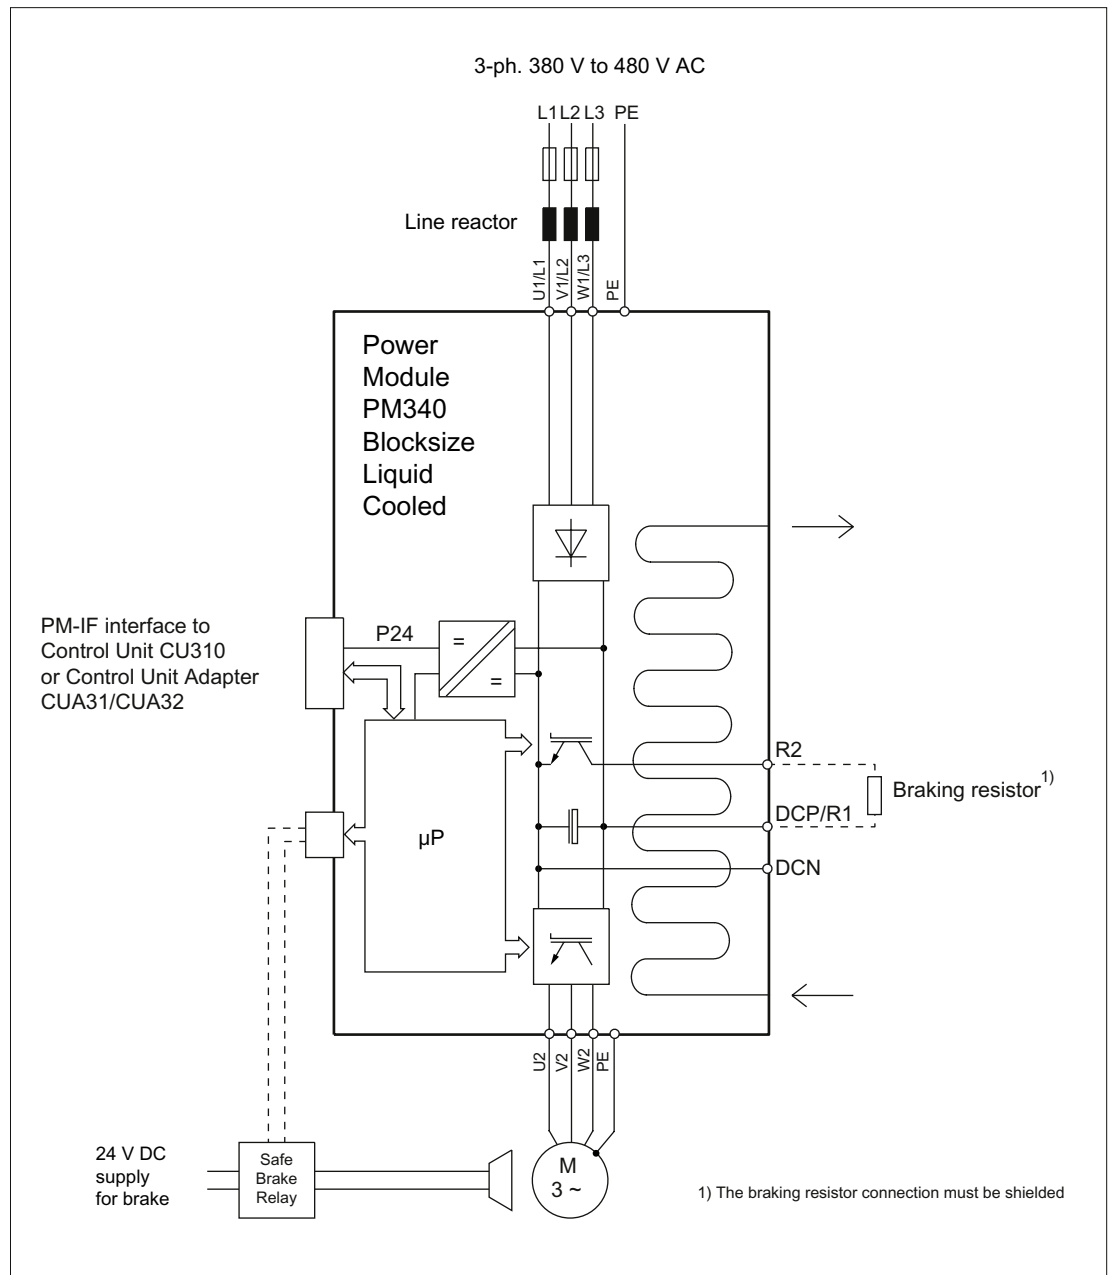 3-ph. 380 V to 480 V AC
L1 L2 L3 PE
Line reactor
U1/L1
V1/L2
W1/L3
PE
Power
Module
PM340
Blocksize
Liquid
Cooled
PM-IF interface to
Control Unit CU310
or Control Unit Adapter
CUA31/CUA32
P24
=
=
R2
Braking resistor 1)
DCP/R1
DCN
µP
U2
V2
W2
PE
24 V DC
supply
for brake
Safe
Brake
Relay
M
3 ~
1) The braking resistor connection must be shielded